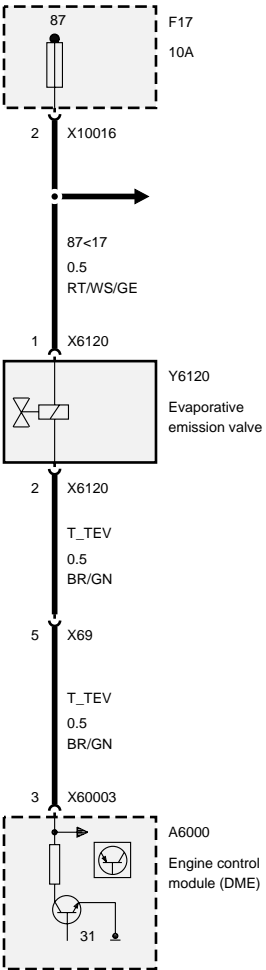 87
F17
10A
2 X10016
87<17
0.5
RT/WS/GE
1 X6120
Y6120
Evaporative
emission valve
2 X6120
T_TEV
0.5
BR/GN
5 X69
T_TEV
0.5
BR/GN
3 X60003
A6000
Engine control
module (DME)
31